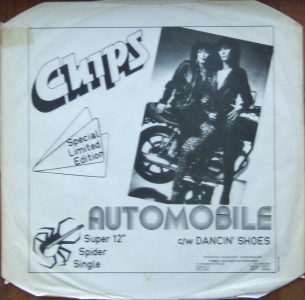 CHIPS
Special
Limited
Edition
AUTOMOBILE
c/w DANCIN' SHOES
Super 12"
Spider
Single